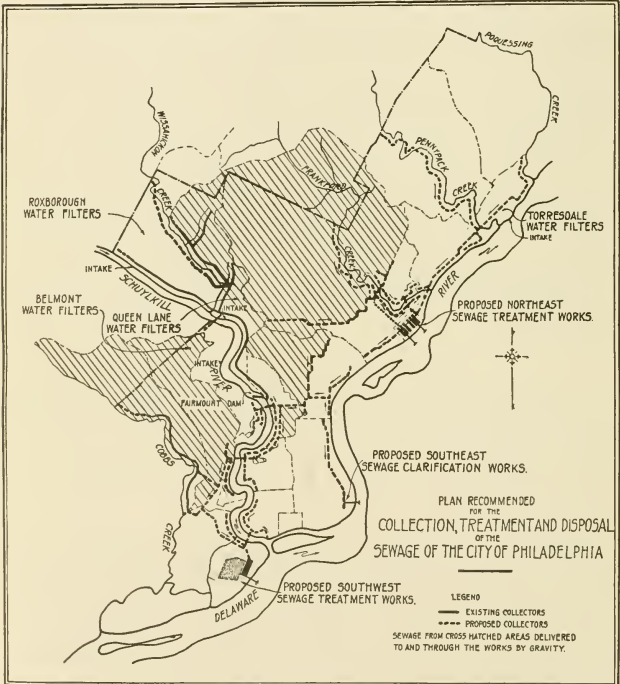 POQUESSING
CREEK
WISSAHICKON
CREEK
PENNYPACK
CREEK
FRANKFORD
CREEK
ROXBOROUGH
WATER FILTERS
TORRESDALE
WATER FILTERS
INTAKE
INTAKE
SCHUYLKILL
RIVER
BELMONT
WATER FILTERS
QUEEN LANE
WATER FILTERS
INTAKE
RIVER
PROPOSED NORTHEAST
SEWAGE TREATMENT WORKS.
INTAKE
FAIRMOUNT DAM
COBBS
CREEK
PROPOSED SOUTHEAST
SEWAGE CLARIFICATION WORKS.
PLAN RECOMMENDED
FOR THE
COLLECTION, TREATMENT AND DISPOSAL
OF THE
SEWAGE OF THE CITY OF PHILADELPHIA
PROPOSED SOUTHWEST
SEWAGE TREATMENT WORKS.
DELAWARE
LEGEND
EXISTING COLLECTORS
PROPOSED COLLECTORS
SEWAGE FROM CROSS HATCHED AREAS DELIVERED
TO AND THROUGH THE WORKS BY GRAVITY.